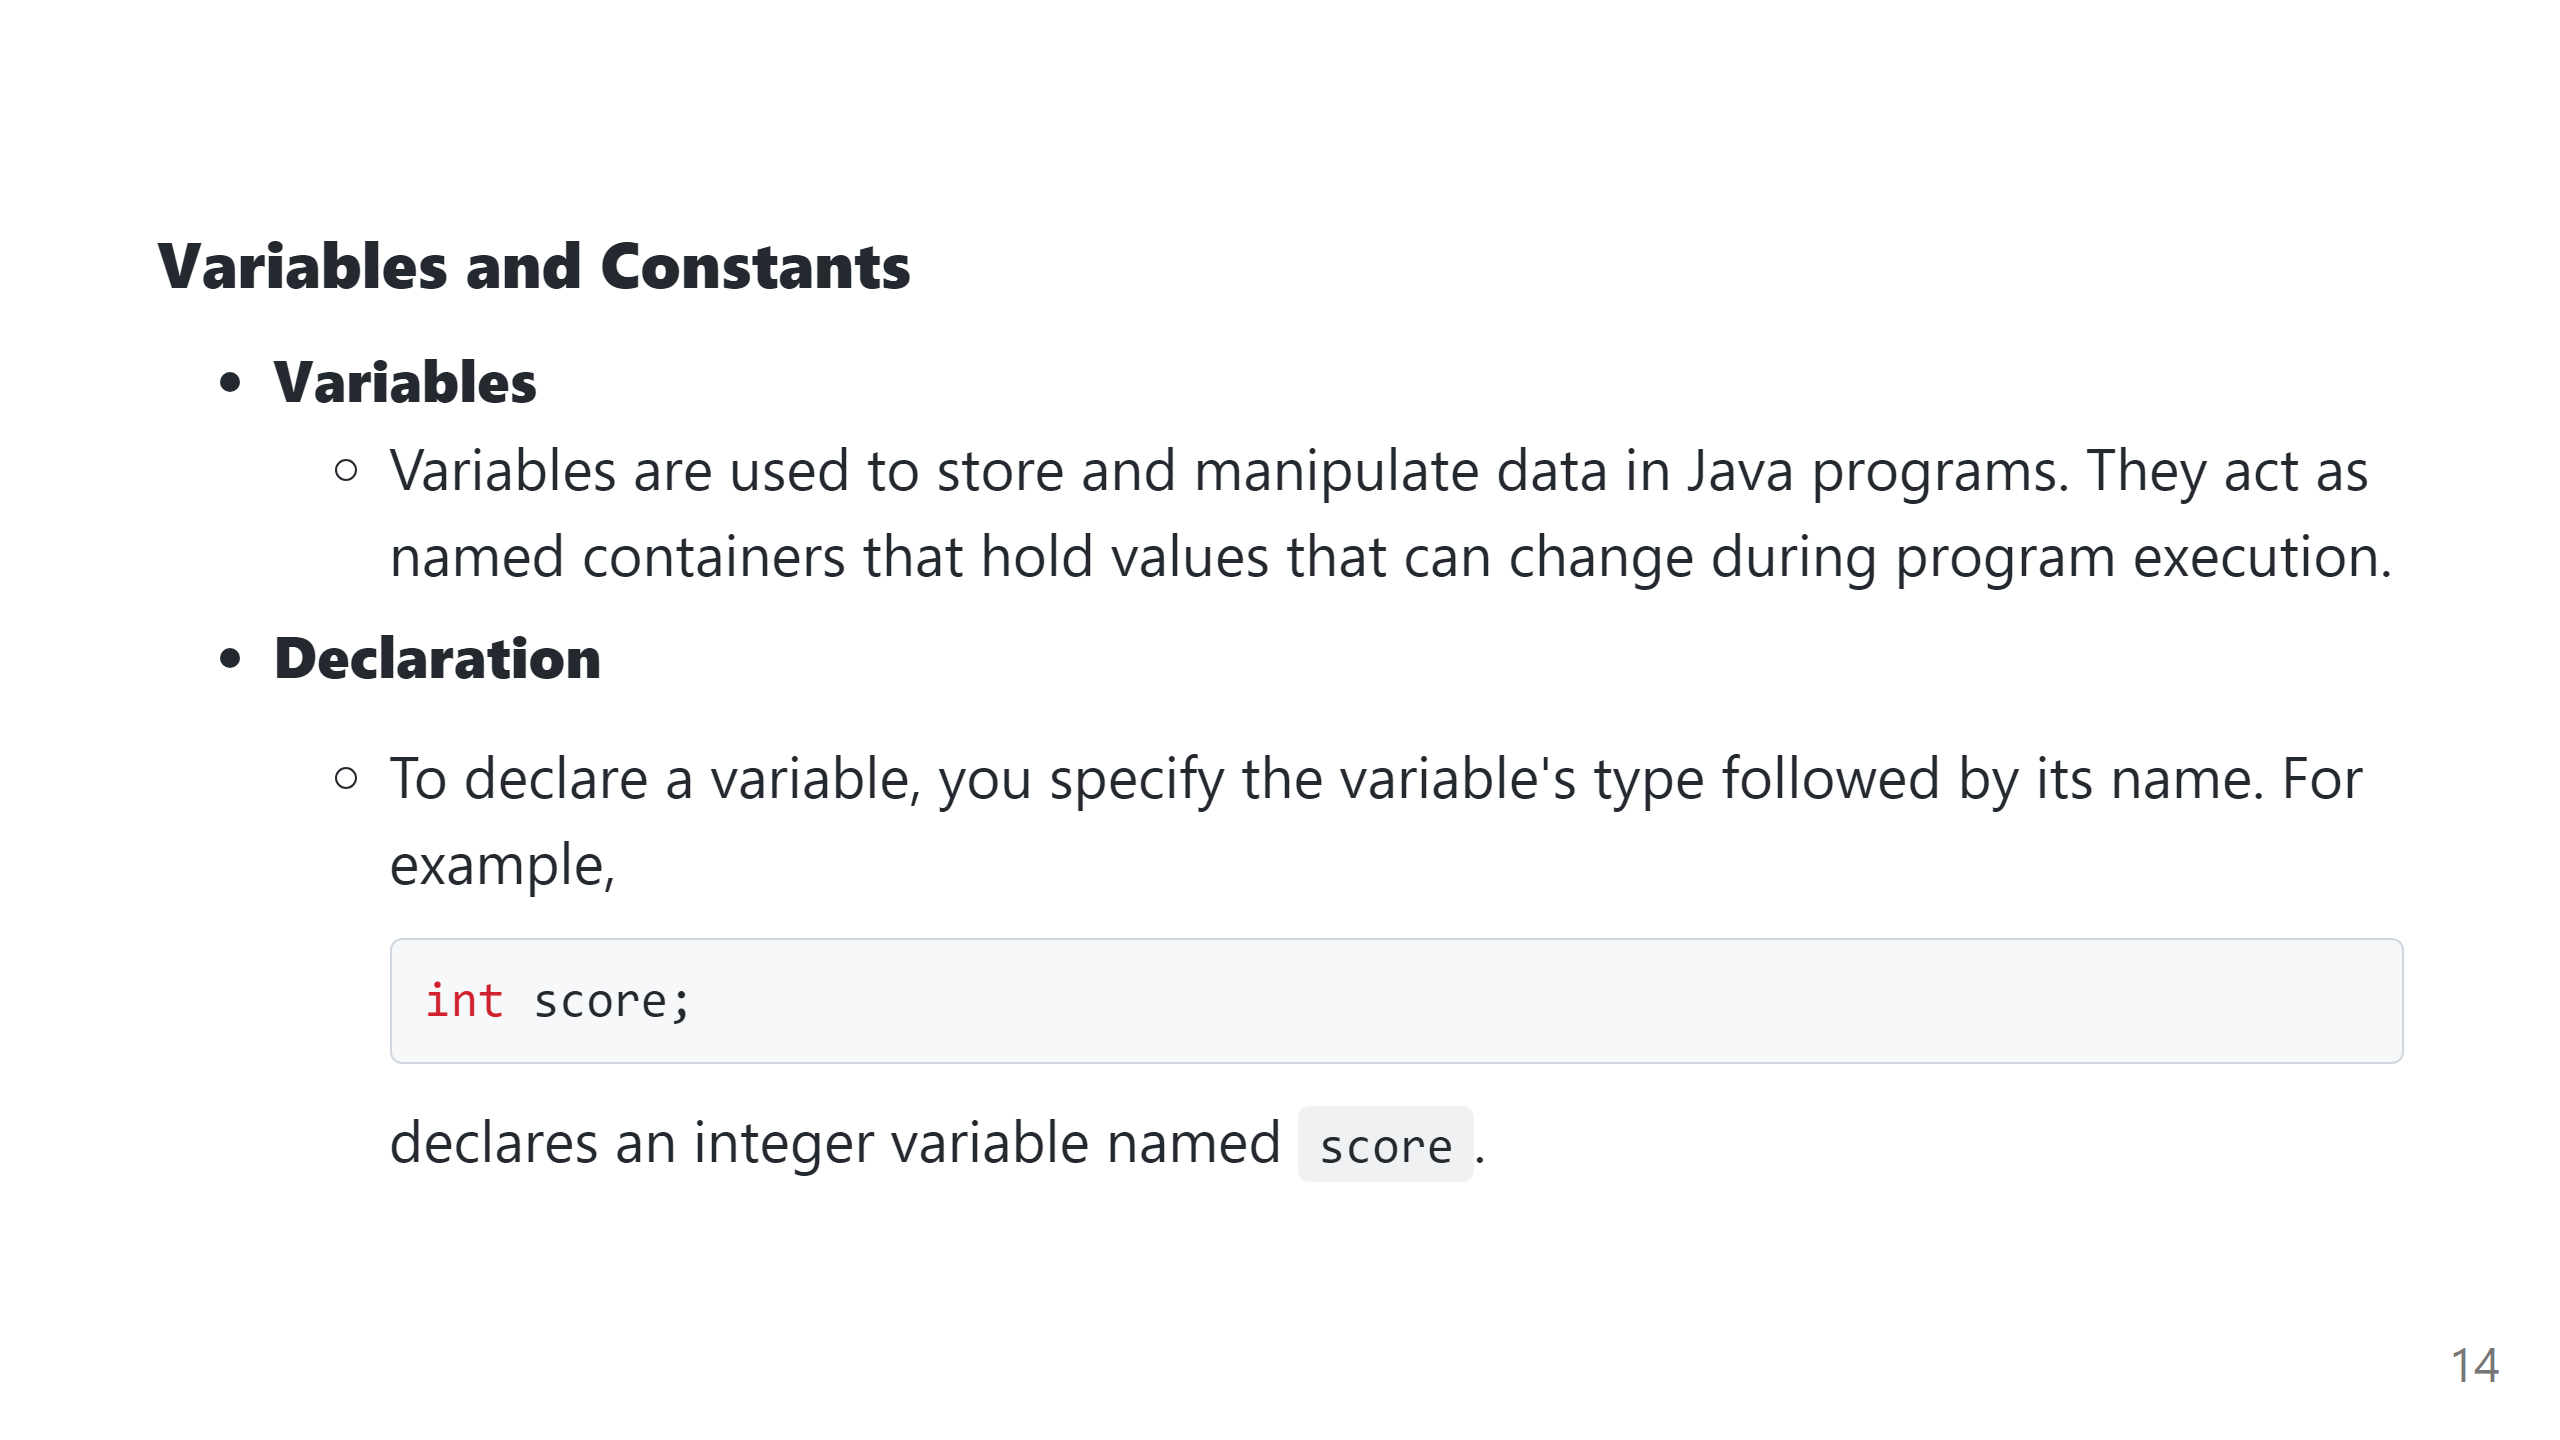 Variables and Constants
• Variables
○ Variables are used to store and manipulate data in Java programs. They act as
named containers that hold values that can change during program execution.
• Declaration
○ To declare a variable, you specify the variable's type followed by its name. For
example,
int score;
declares an integer variable named score.
14